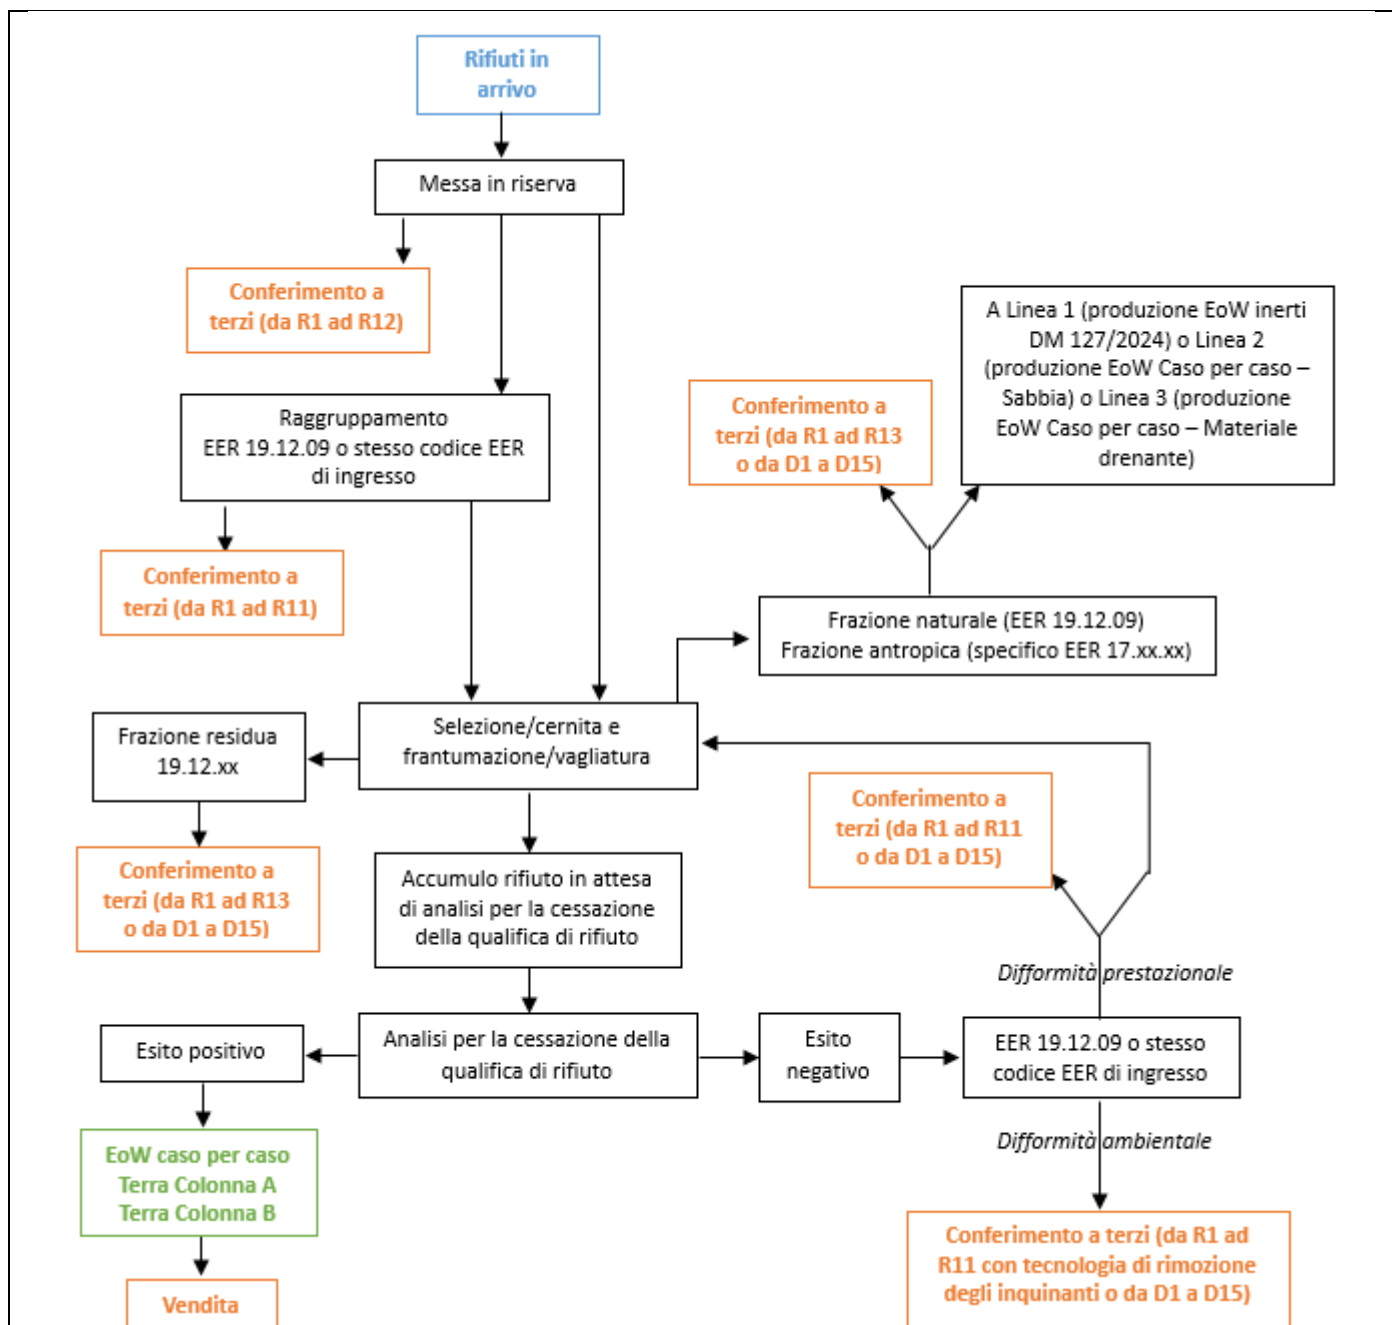 Rifiuti in
arrivo
Messa in riserva
Conferimento a
terzi (da R1 ad R12)
A Linea 1 (produzione EoW inerti
DM 127/2024) o Linea 2
(produzione EoW Caso per caso –
Sabbia) o Linea 3 (produzione
EoW Caso per caso – Materiale
drenante)
Conferimento a
terzi (da R1 ad R13
o da D1 a D15)
Raggruppamento
EER 19.12.09 o stesso codice EER
di ingresso
Conferimento a
terzi (da R1 ad R11)
Frazione naturale (EER 19.12.09)
Frazione antropica (specifico EER 17.xx.xx)
Selezione/cernita e
frantumazione/vagliatura
Frazione residua
19.12.xx
Conferimento a
terzi (da R1 ad R11
o da D1 a D15)
Conferimento a
terzi (da R1 ad R13
o da D1 a D15)
Accumulo rifiuto in attesa
di analisi per la cessazione
della qualifica di rifiuto
Difformità prestazionale
Esito positivo
Analisi per la cessazione della
qualifica di rifiuto
Esito
negativo
EER 19.12.09 o stesso
codice EER di ingresso
Difformità ambientale
EoW caso per caso
Terra Colonna A
Terra Colonna B
Conferimento a terzi (da R1 ad
R11 con tecnologia di rimozione
degli inquinanti o da D1 a D15)
Vendita